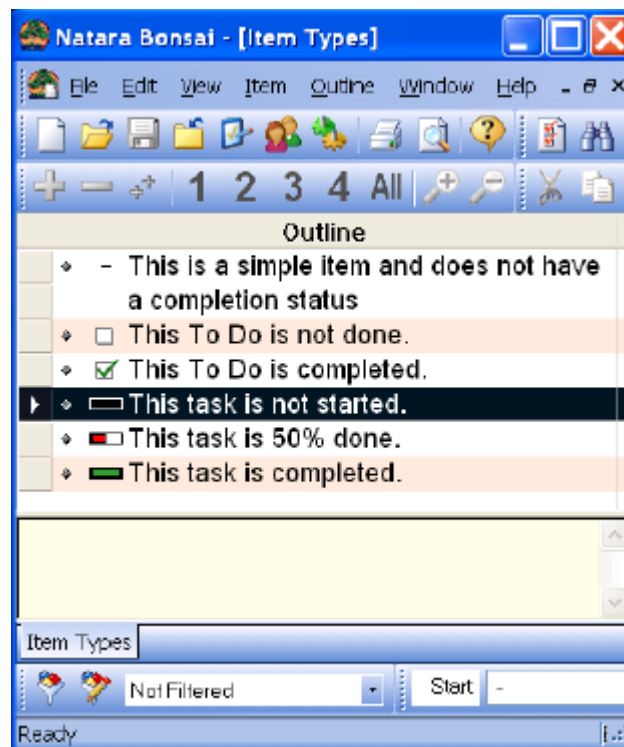 Natara Bonsai - [Item Types]
File Edit View Item Outline Window Help
1 2 3 4 All
Outline
- This is a simple item and does not have
a completion status
This To Do is not done.
This To Do is completed.
This task is not started.
This task is 50% done.
This task is completed.
Item Types
Not Filtered Start -
Ready